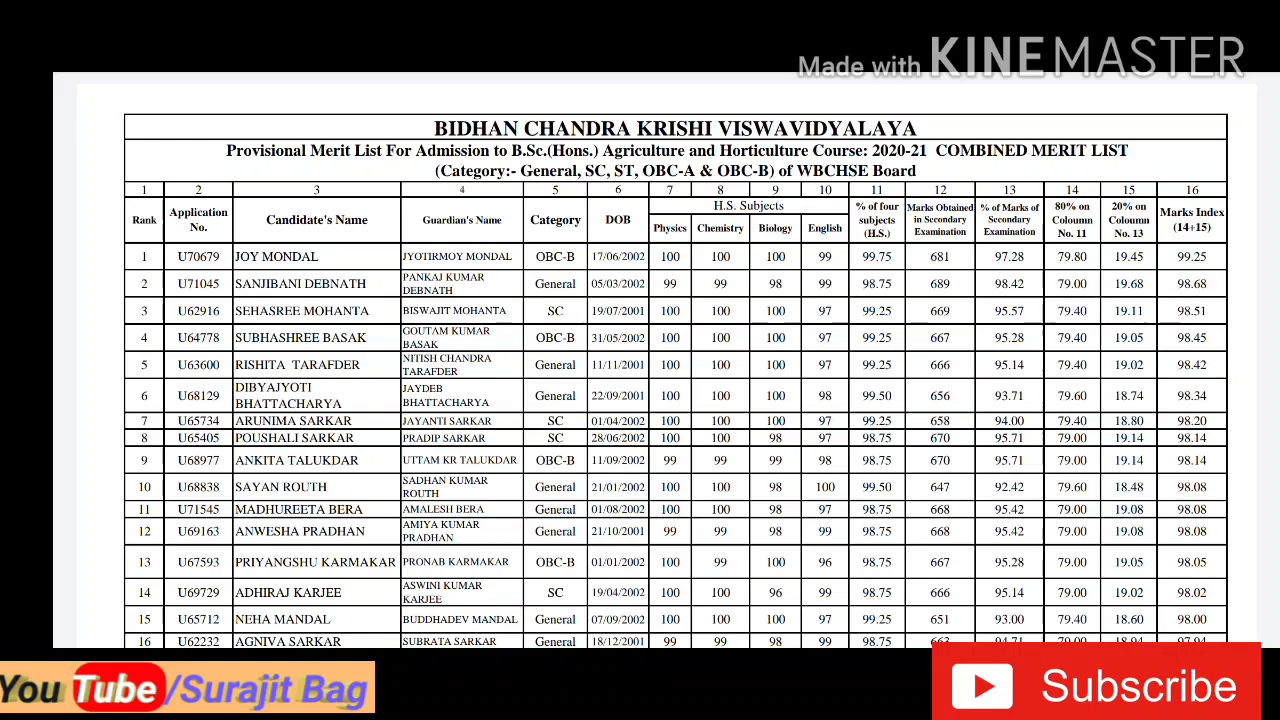 Made with KINEMASTER
BIDHAN CHANDRA KRISHI VISWAVIDYALAYA
Provisional Merit List For Admission to B.Sc.(Hons.) Agriculture and Horticulture Course: 2020-21 COMBINED MERIT LIST
(Category:- General, SC, ST, OBC-A & OBC-B) of WBCHSE Board
1 2 3 4 5 6 7 8 9 10 11 12 13 14 15 16
Rank Application No. Candidate's Name Guardian's Name Category DOB H.S. Subjects Physics Chemistry Biology English % of four subjects (H.S.) Marks Obtained in Secondary Examination % of Marks of Secondary Examination 80% on Coloumn No. 11 20% on Coloumn No. 13 Marks Index (14+15)
1 U70679 JOY MONDAL JYOTIRMOY MONDAL OBC-B 17/06/2002 100 100 100 99 99.75 681 97.28 79.80 19.45 99.25
2 U71045 SANJIBANI DEBNATH PANKAJ KUMAR DEBNATH General 05/03/2002 99 99 98 99 98.75 689 98.42 79.00 19.68 98.68
3 U62916 SEHASREE MOHANTA BISWAJIT MOHANTA SC 19/07/2001 100 100 100 97 99.25 669 95.57 79.40 19.11 98.51
4 U64778 SUBHASHREE BASAK GOUTAM KUMAR BASAK OBC-B 31/05/2002 100 100 100 97 99.25 667 95.28 79.40 19.05 98.45
5 U63600 RISHITA TARAFDER NITISH CHANDRA TARAFDER General 11/11/2001 100 100 100 97 99.25 666 95.14 79.40 19.02 98.42
6 U68129 DIBYAJYOTI BHATTACHARYA JAYDEB BHATTACHARYA General 22/09/2001 100 100 100 98 99.50 656 93.71 79.60 18.74 98.34
7 U65734 ARUNIMA SARKAR JAYANTI SARKAR SC 01/04/2002 100 100 100 97 99.25 658 94.00 79.40 18.80 98.20
8 U65405 POUSHALI SARKAR PRADIP SARKAR SC 28/06/2002 100 100 98 97 98.75 670 95.71 79.00 19.14 98.14
9 U68977 ANKITA TALUKDAR UTTAM KR TALUKDAR OBC-B 11/09/2002 99 99 99 98 98.75 670 95.71 79.00 19.14 98.14
10 U68838 SAYAN ROUTH SADHAN KUMAR ROUTH General 21/01/2002 100 100 98 100 99.50 647 92.42 79.60 18.48 98.08
11 U71545 MADHUREETA BERA AMALESH BERA General 01/08/2002 100 100 98 97 98.75 668 95.42 79.00 19.08 98.08
12 U69163 ANWESHA PRADHAN AMIYA KUMAR PRADHAN General 21/10/2001 99 99 98 99 98.75 668 95.42 79.00 19.08 98.08
13 U67593 PRIYANGSHU KARMAKAR PRONAB KARMAKAR OBC-B 01/01/2002 100 99 100 96 98.75 667 95.28 79.00 19.05 98.05
14 U69729 ADHIRAJ KARJEE ASWINI KUMAR KARJEE SC 19/04/2002 100 100 96 99 98.75 666 95.14 79.00 19.02 98.02
15 U65712 NEHA MANDAL BUDDHADEV MANDAL General 07/09/2002 100 100 100 97 99.25 651 93.00 79.40 18.60 98.00
16 U62232 AGNIVA SARKAR SUBRATA SARKAR General 18/12/2001 99 99 98 99 98.75
You Tube/Surajit Bag
Subscribe